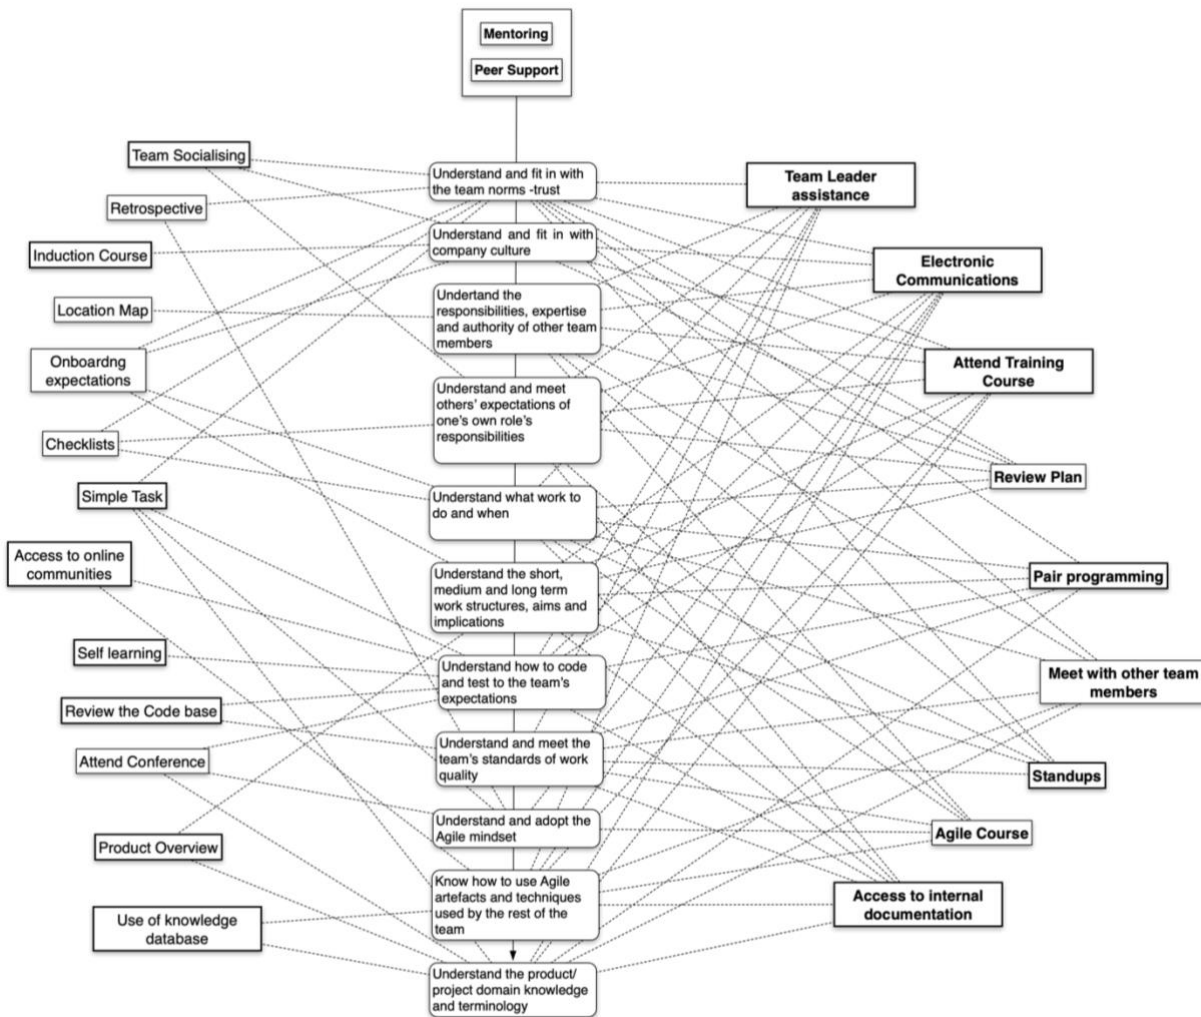 Mentoring
Peer Support
Team Socialising
Retrospective
Induction Course
Location Map
Onboardng
expectations
Checklists
Simple Task
Access to online
communities
Self learning
Review the Code base
Attend Conference
Product Overview
Use of knowledge
database
Understand and fit in with
the team norms -trust
Understand and fit in with
company culture
Undertand the
responsibilities, expertise
and authority of other team
members
Understand and meet
others' expectations of
one's own role's
responsibilities
Understand what work to
do and when
Understand the short,
medium and long term
work structures, aims and
implications
Understand how to code
and test to the team's
expectations
Understand and meet the
team's standards of work
quality
Understand and adopt the
Agile mindset
Know how to use Agile
artefacts and techniques
used by the rest of the
team
Understand the product/
project domain knowledge
and terminology
Team Leader
assistance
Electronic
Communications
Attend Training
Course
Review Plan
Pair programming
Meet with other team
members
Standups
Agile Course
Access to internal
documentation